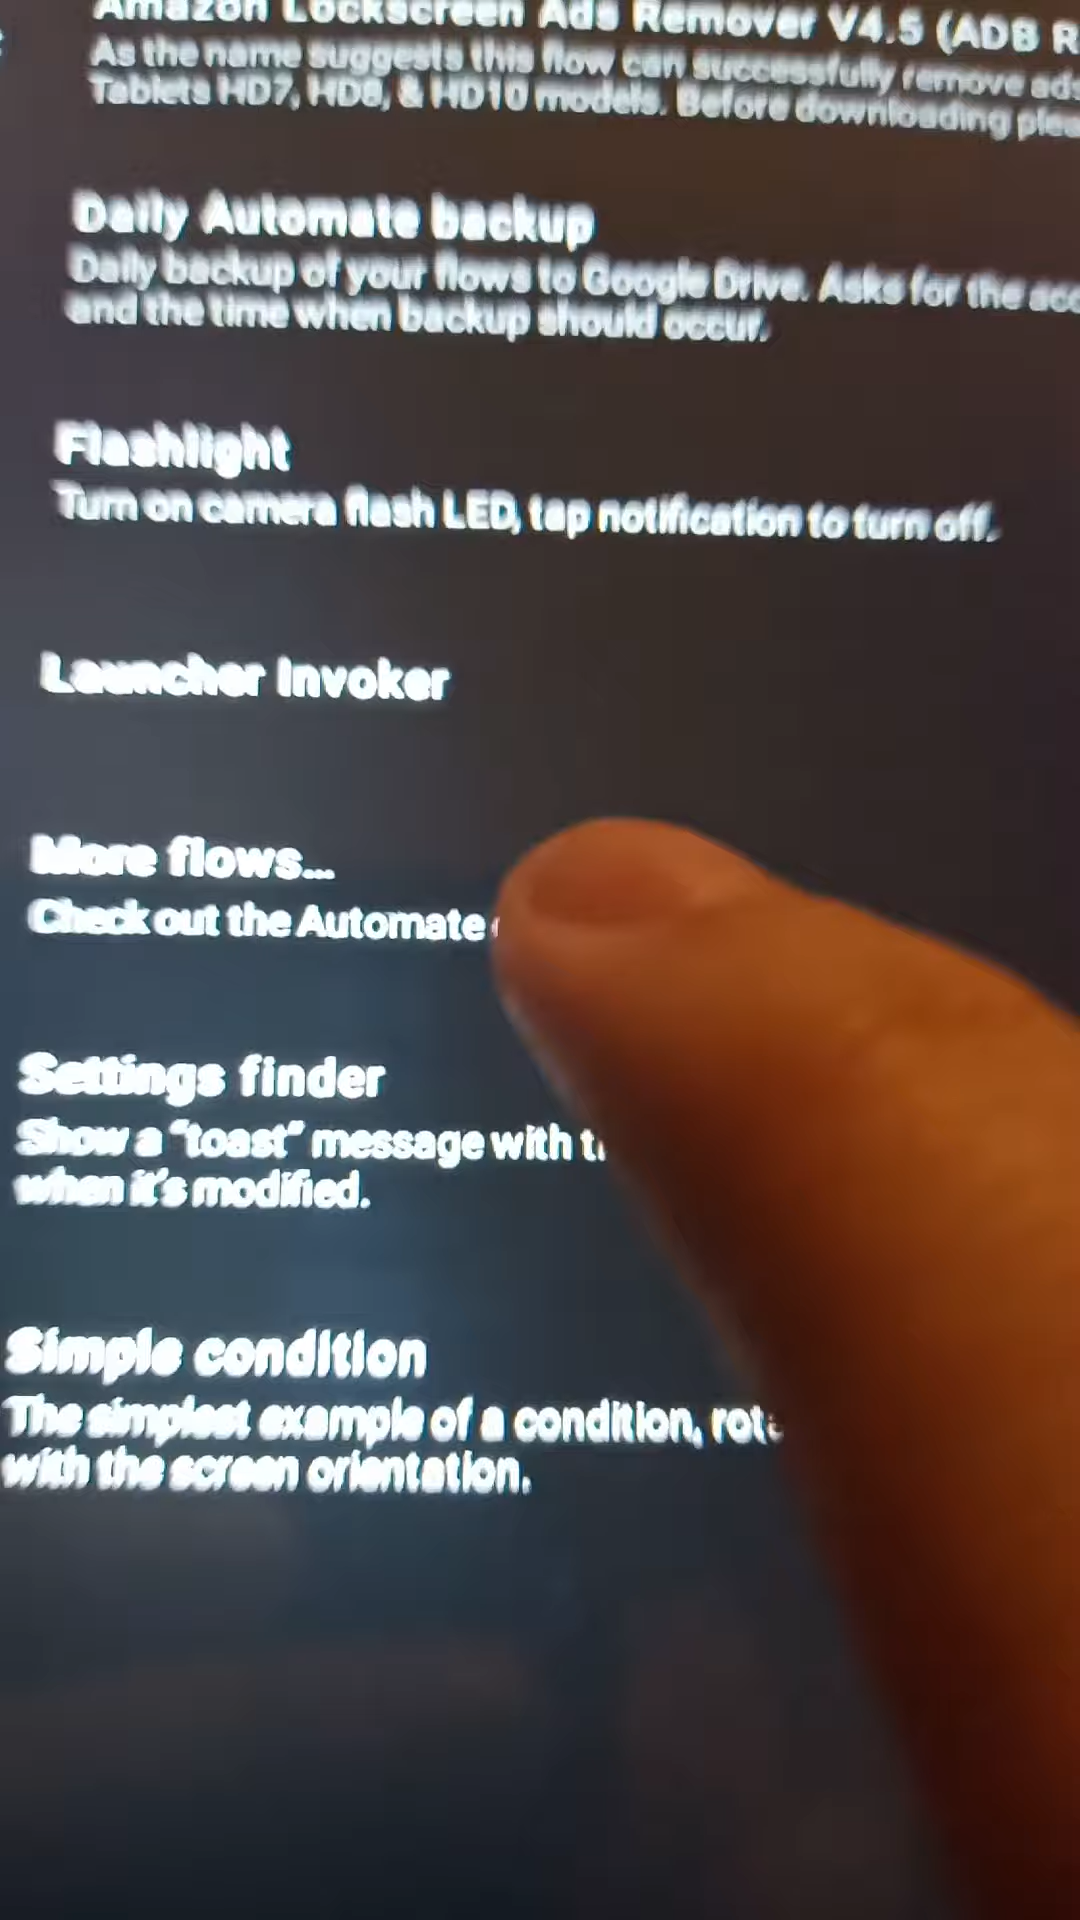 Amazon Lockscreen Ads Remover V4.5 (ADB R
As the name suggests this flow can successfully remove ads
Tablets HD7, HD8, & HD10 models. Before downloading plea
Daily Automate backup
Daily backup of your flows to Google Drive. Asks for the acc
and the time when backup should occur.
Flashlight
Turn on camera flash LED, tap notification to turn off.
Launcher Invoker
More flows...
Check out the Automate
Settings finder
Show a "toast" message with t
when it's modified.
Simple condition
The simplest example of a condition, rota
with the screen orientation.